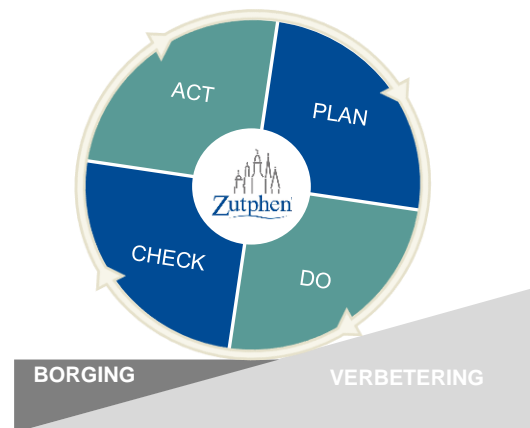 ACT
PLAN
Zutphen
CHECK
DO
BORGING
VERBETERING